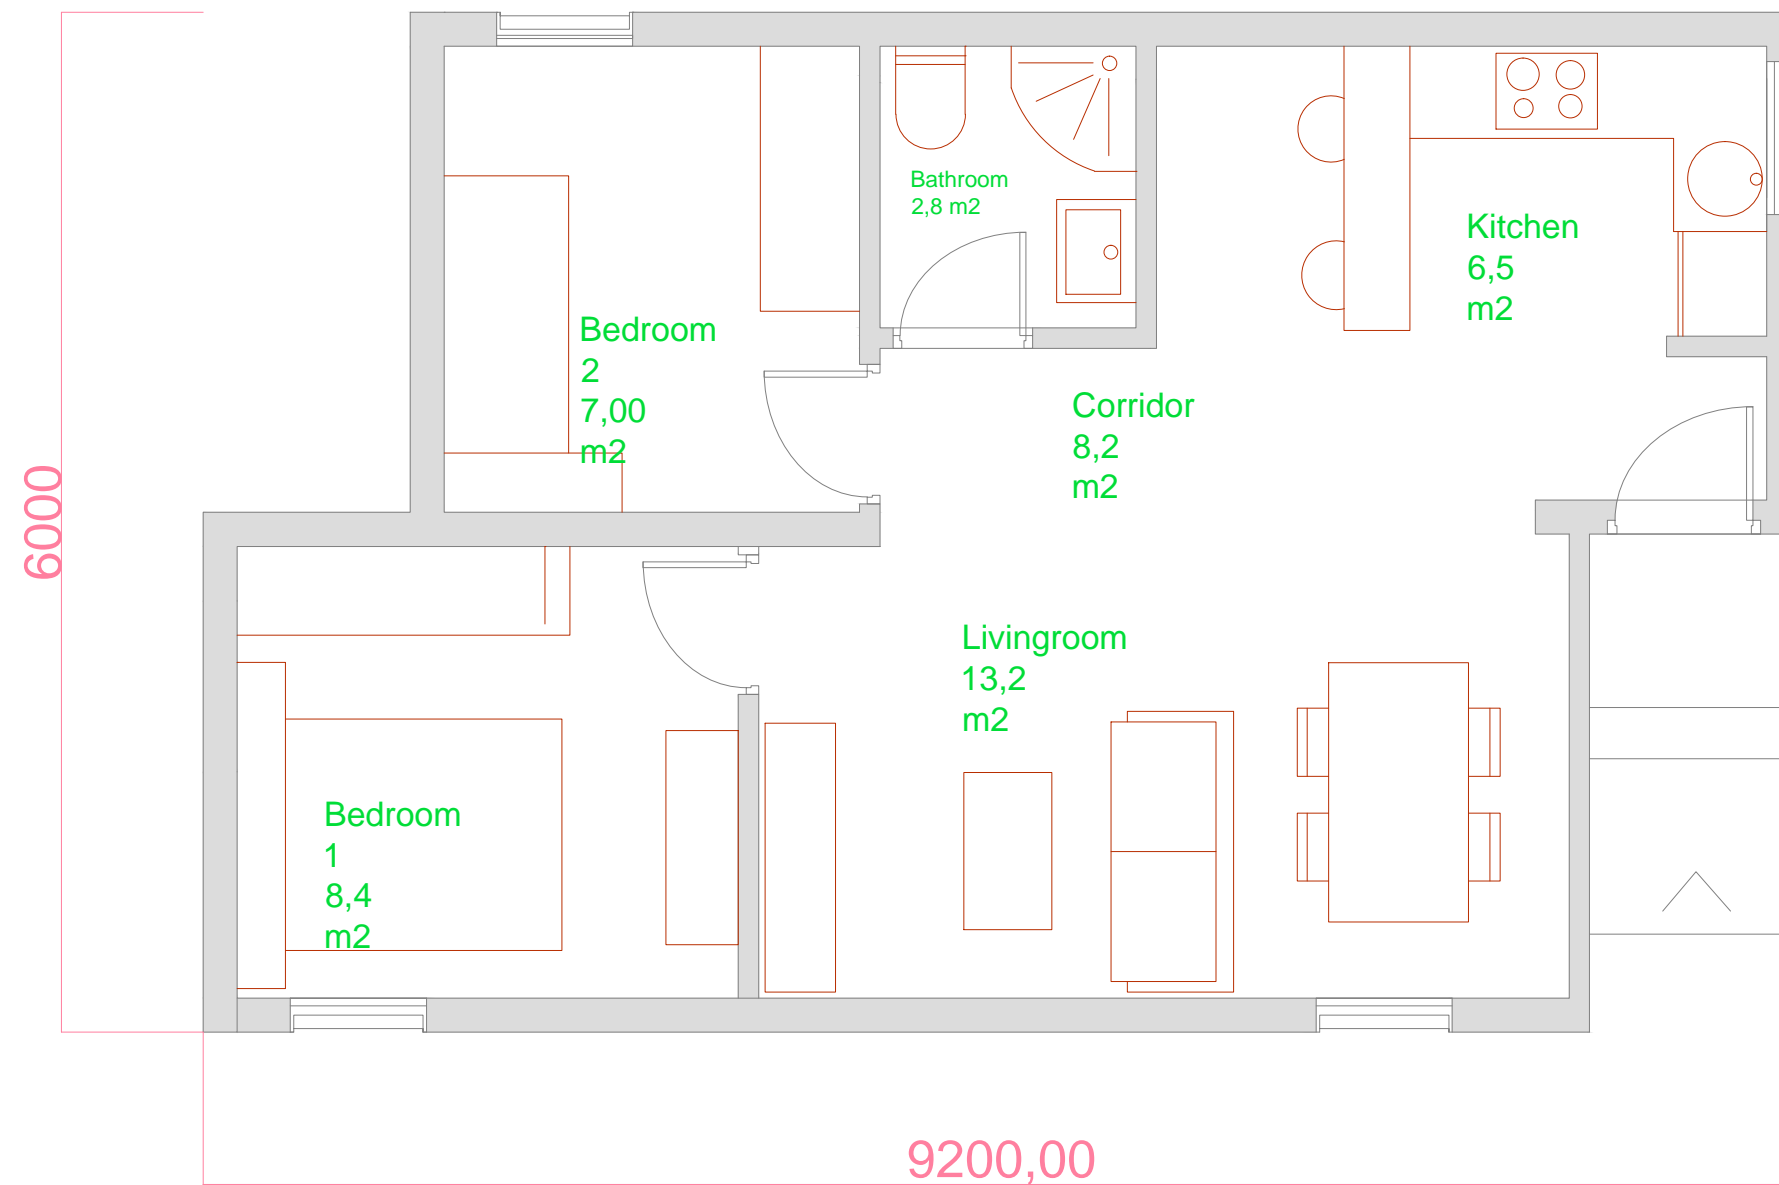 Bathroom
2,8 m2
Kitchen
6,5
m2
Bedroom
2
7,00
m2
Corridor
8,2
m2
6000
Livingroom
13,2
m2
Bedroom
1
8,4
m2
9200,00